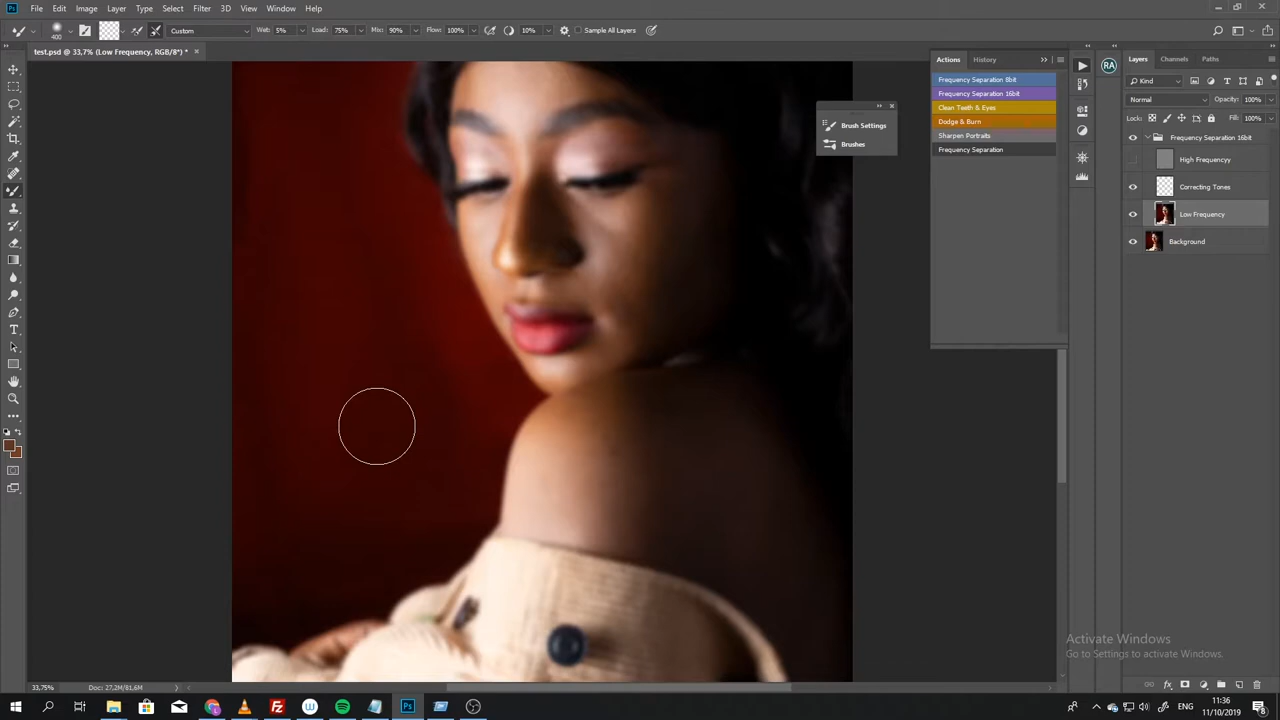 File Edit Image Layer Type Select Filter 3D View Window Help
400 Custom Wet: 5% Load: 75% Mix: 90% Flow: 100% 10% Sample All Layers
test.psd @ 33,7% (Low Frequency, RGB/8*) *
Actions History
Frequency Separation 8bit
Frequency Separation 16bit
Clean Teeth & Eyes
Dodge & Burn
Sharpen Portraits
Frequency Separation
Brush Settings
Brushes
RA
Layers Channels Paths
Kind
Normal Opacity: 100%
Lock: Fill: 100%
Frequency Separation 16bit
High Frequencyy
Correcting Tones
Low Frequency
Background
Activate Windows
Go to Settings to activate Windows.
33,75% Doc: 27,2M/81,6M
ENG 11:36
11/10/2019